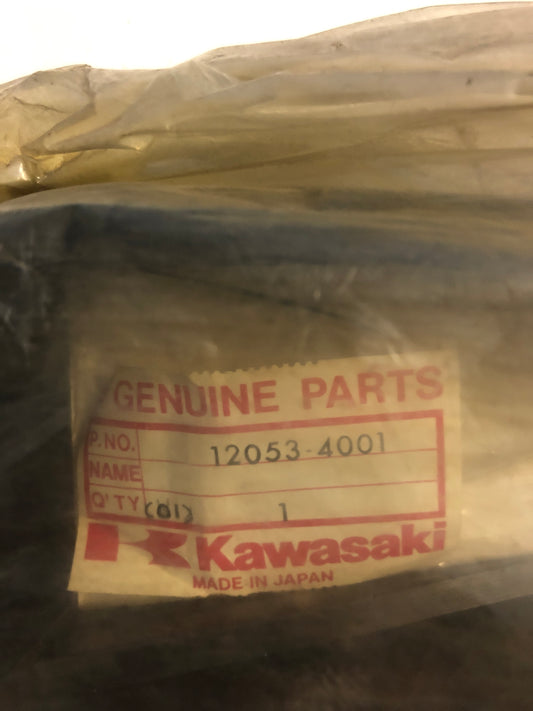 GENUINE PARTS
P.NO. 12053-4001
NAME
Q'TY (01) 1
Kawasaki
MADE IN JAPAN